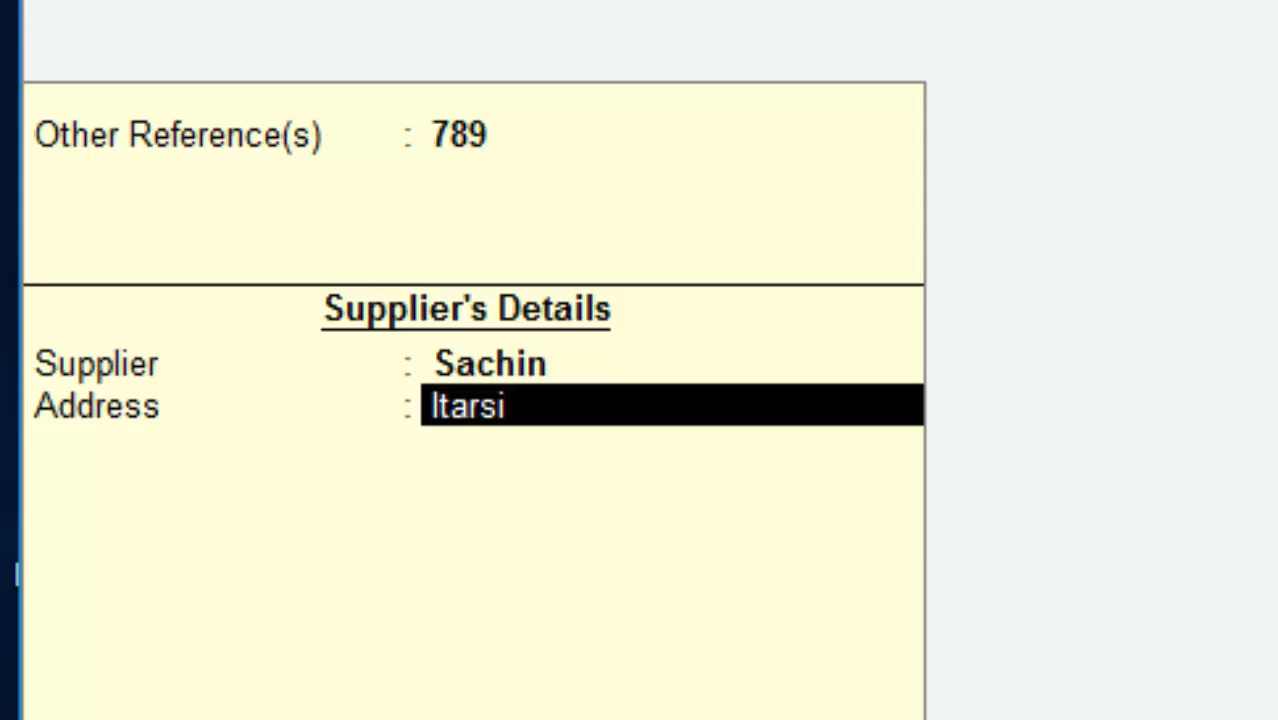 Other Reference(s) : 789
Supplier's Details
Supplier : Sachin
Address : Itarsi